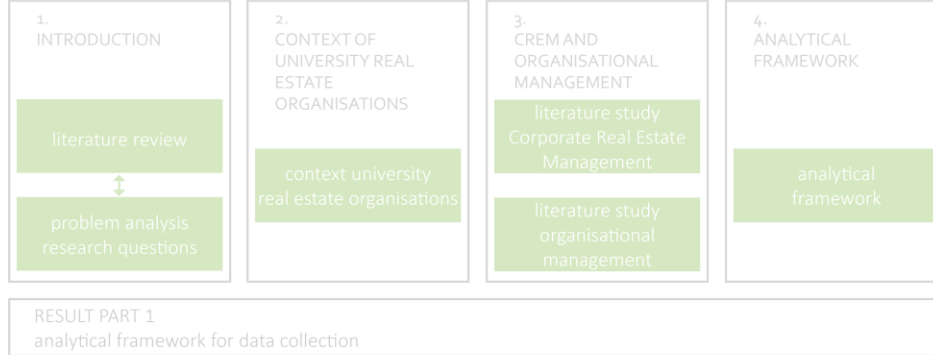 1.
INTRODUCTION
literature review
problem analysis
research questions
2.
CONTEXT OF
UNIVERSITY REAL
ESTATE
ORGANISATIONS
context university
real estate organisations
3.
CREM AND
ORGANISATIONAL
MANAGEMENT
literature study
Corporate Real Estate
Management
literature study
organisational
management
4.
ANALYTICAL
FRAMEWORK
analytical
framework
RESULT PART 1
analytical framework for data collection